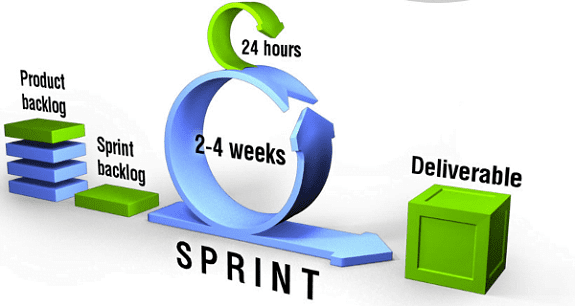 24 hours
Product
backlog
Sprint
backlog
2-4 weeks
Deliverable
SPRINT